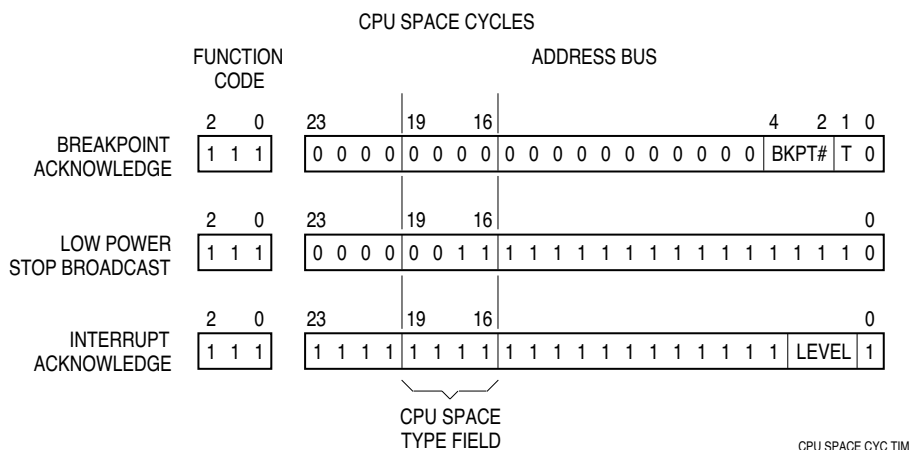 CPU SPACE CYCLES
FUNCTION CODE
ADDRESS BUS
2 0 23 19 16 4 2 1 0
BREAKPOINT ACKNOWLEDGE
1 1 1 0 0 0 0 0 0 0 0 0 0 0 0 0 0 0 0 0 0 0 BKPT# T 0
2 0 23 19 16 0
LOW POWER STOP BROADCAST
1 1 1 0 0 0 0 0 0 1 1 1 1 1 1 1 1 1 1 1 1 1 1 1 1 1 0
2 0 23 19 16 0
INTERRUPT ACKNOWLEDGE
1 1 1 1 1 1 1 1 1 1 1 1 1 1 1 1 1 1 1 1 1 1 1 LEVEL 1
CPU SPACE
TYPE FIELD
CPU SPACE CYC TIM